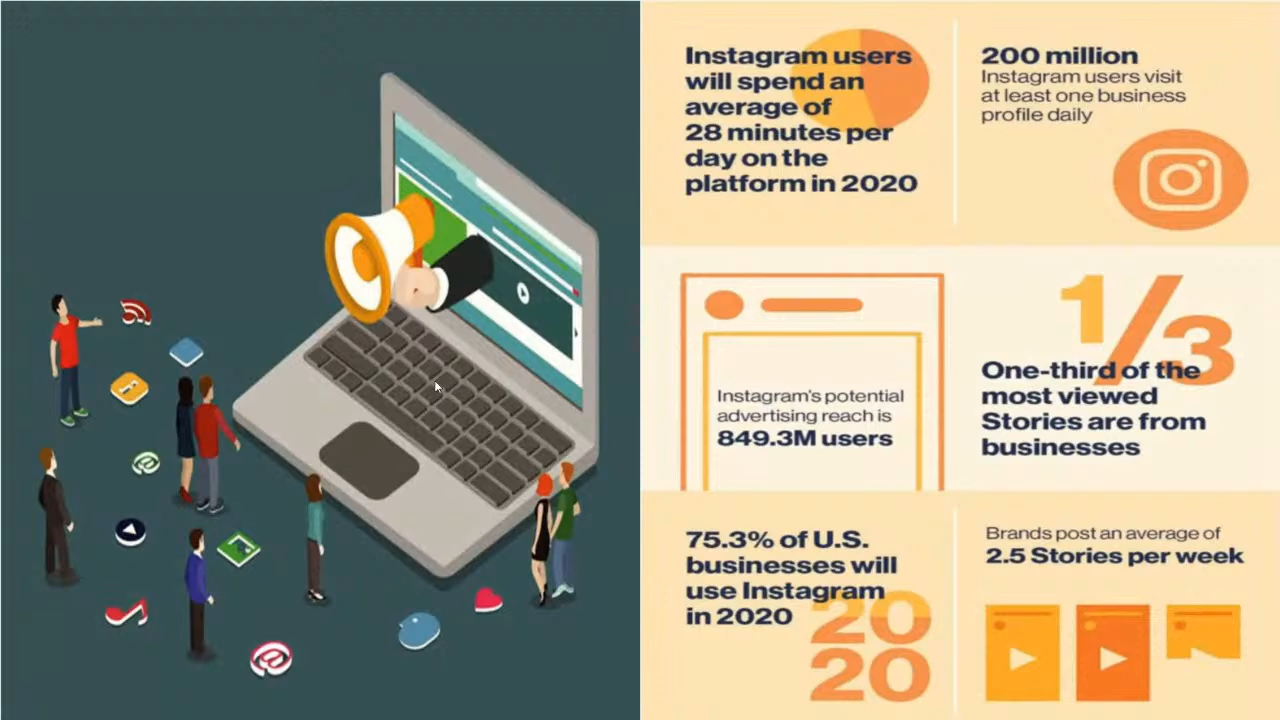 Instagram users
will spend an
average of
28 minutes per
day on the
platform in 2020
200 million
Instagram users visit
at least one business
profile daily
Instagram's potential
advertising reach is
849.3M users
1/3
One-third of the
most viewed
Stories are from
businesses
75.3% of U.S.
businesses will
use Instagram
in 2020
20
20
Brands post an average of
2.5 Stories per week